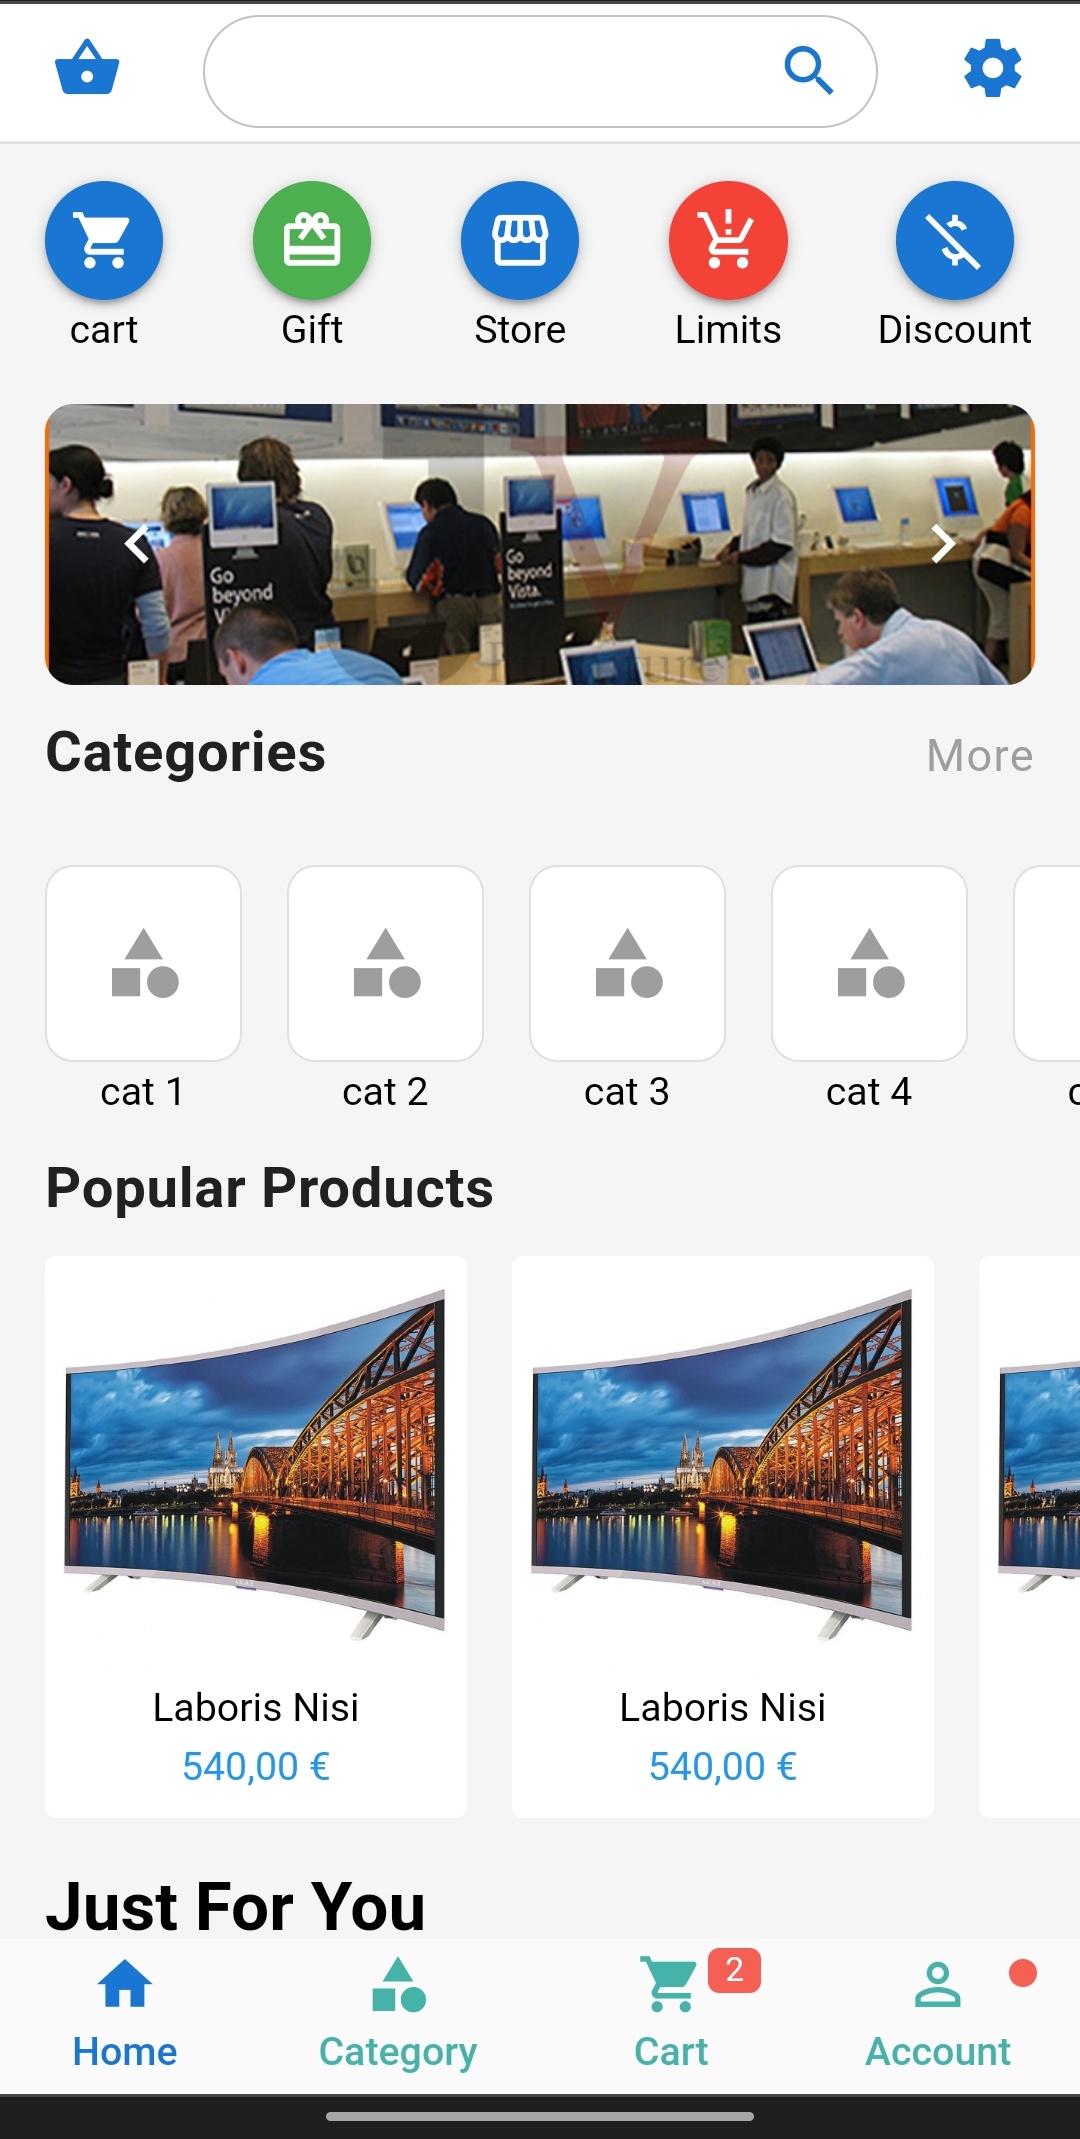 cart
Gift
Store
Limits
Discount
Go
beyond
Go
beyond
Vista.
Categories
More
cat 1
cat 2
cat 3
cat 4
Popular Products
Laboris Nisi
540,00 €
Laboris Nisi
540,00 €
Just For You
2
Home
Category
Cart
Account